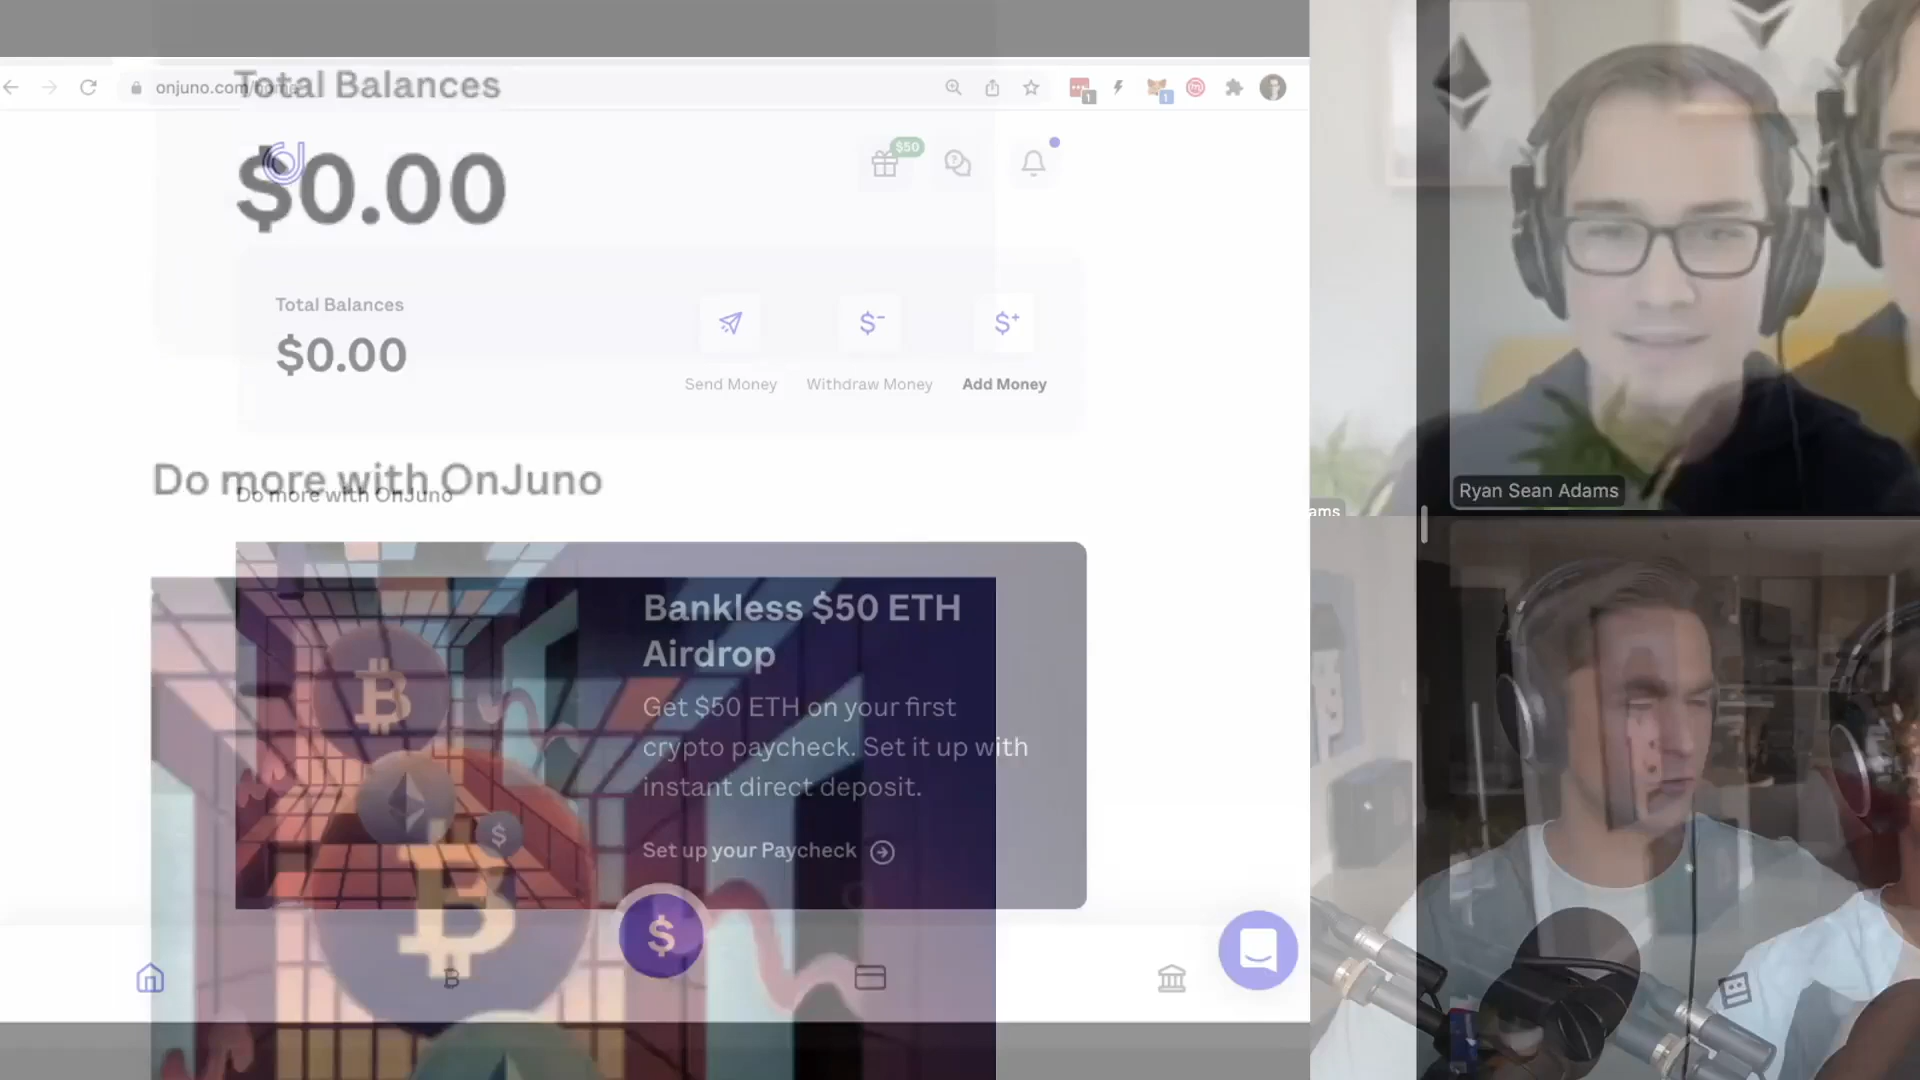 onjuno.com/home
Total Balances
$0.00
$50
Total Balances
$0.00
Send Money
Withdraw Money
Add Money
Do more with OnJuno
Do more with OnJuno
Bankless $50 ETH
Airdrop
Get $50 ETH on your first
crypto paycheck. Set it up with
instant direct deposit.
Set up your Paycheck
Ryan Sean Adams
ams